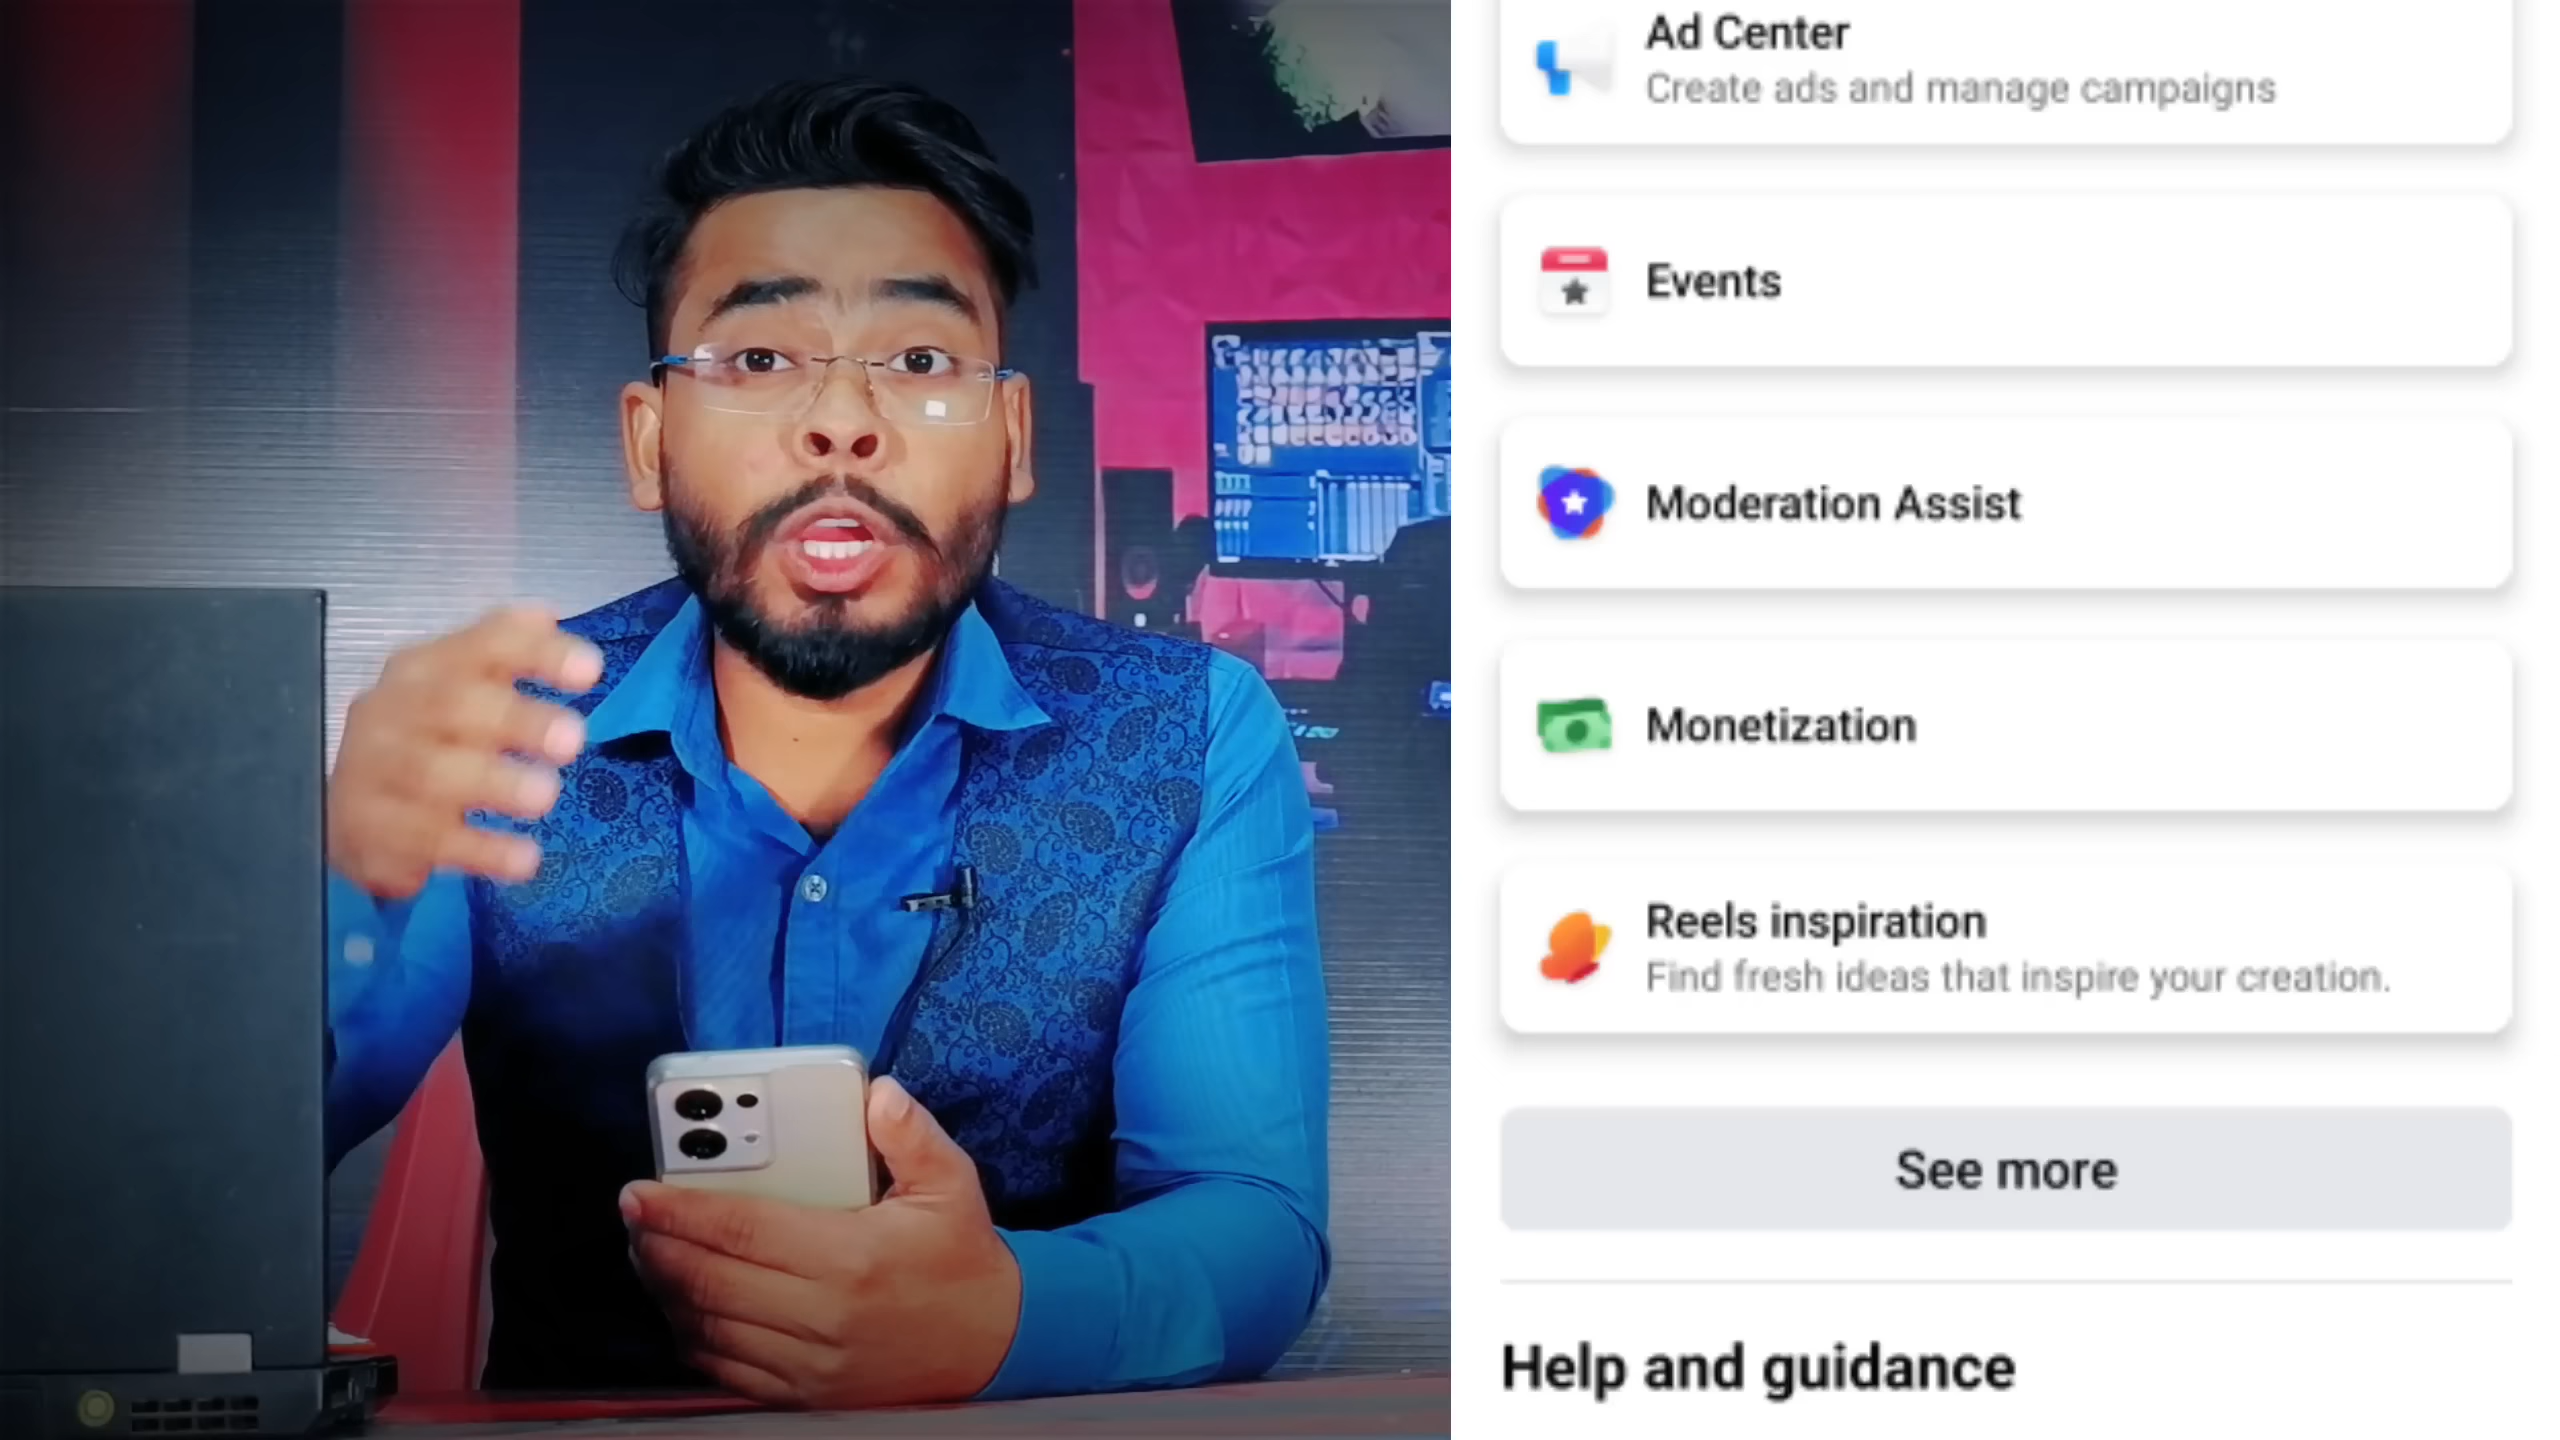 Ad Center
Create ads and manage campaigns
Events
Moderation Assist
Monetization
Reels inspiration
Find fresh ideas that inspire your creation.
See more
Help and guidance